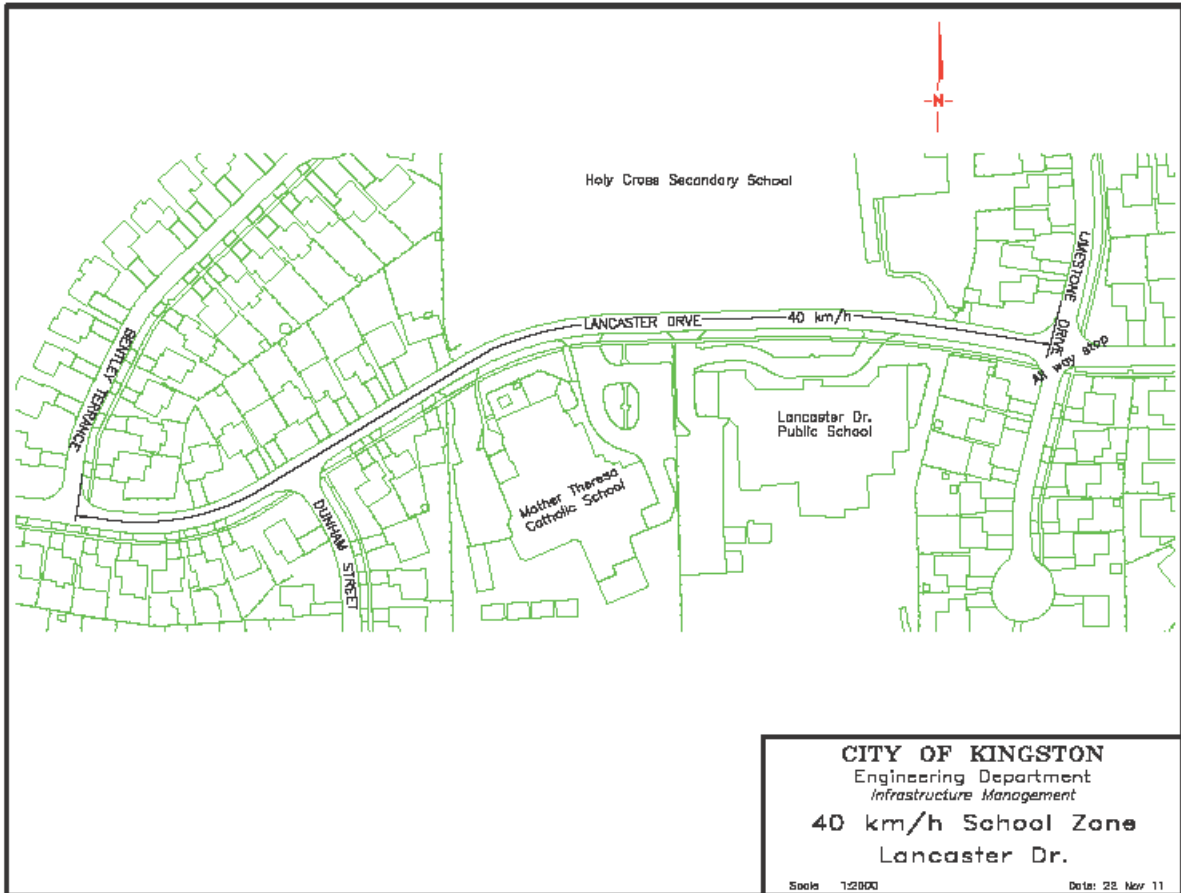 N
Holy Cross Secondary School
LIMESTONE DRIVE
BENTLEY TERRANCE
LANCASTER DRVE
40 km/h
All way stop
Lancaster Dr.
Public School
Mother Theresa
Catholic School
DUNHAM STREET
CITY OF KINGSTON
Engineering Department
Infrastructure Management
40 km/h School Zone
Lancaster Dr.
Scale 1:2000
Date: 22 Nov 11